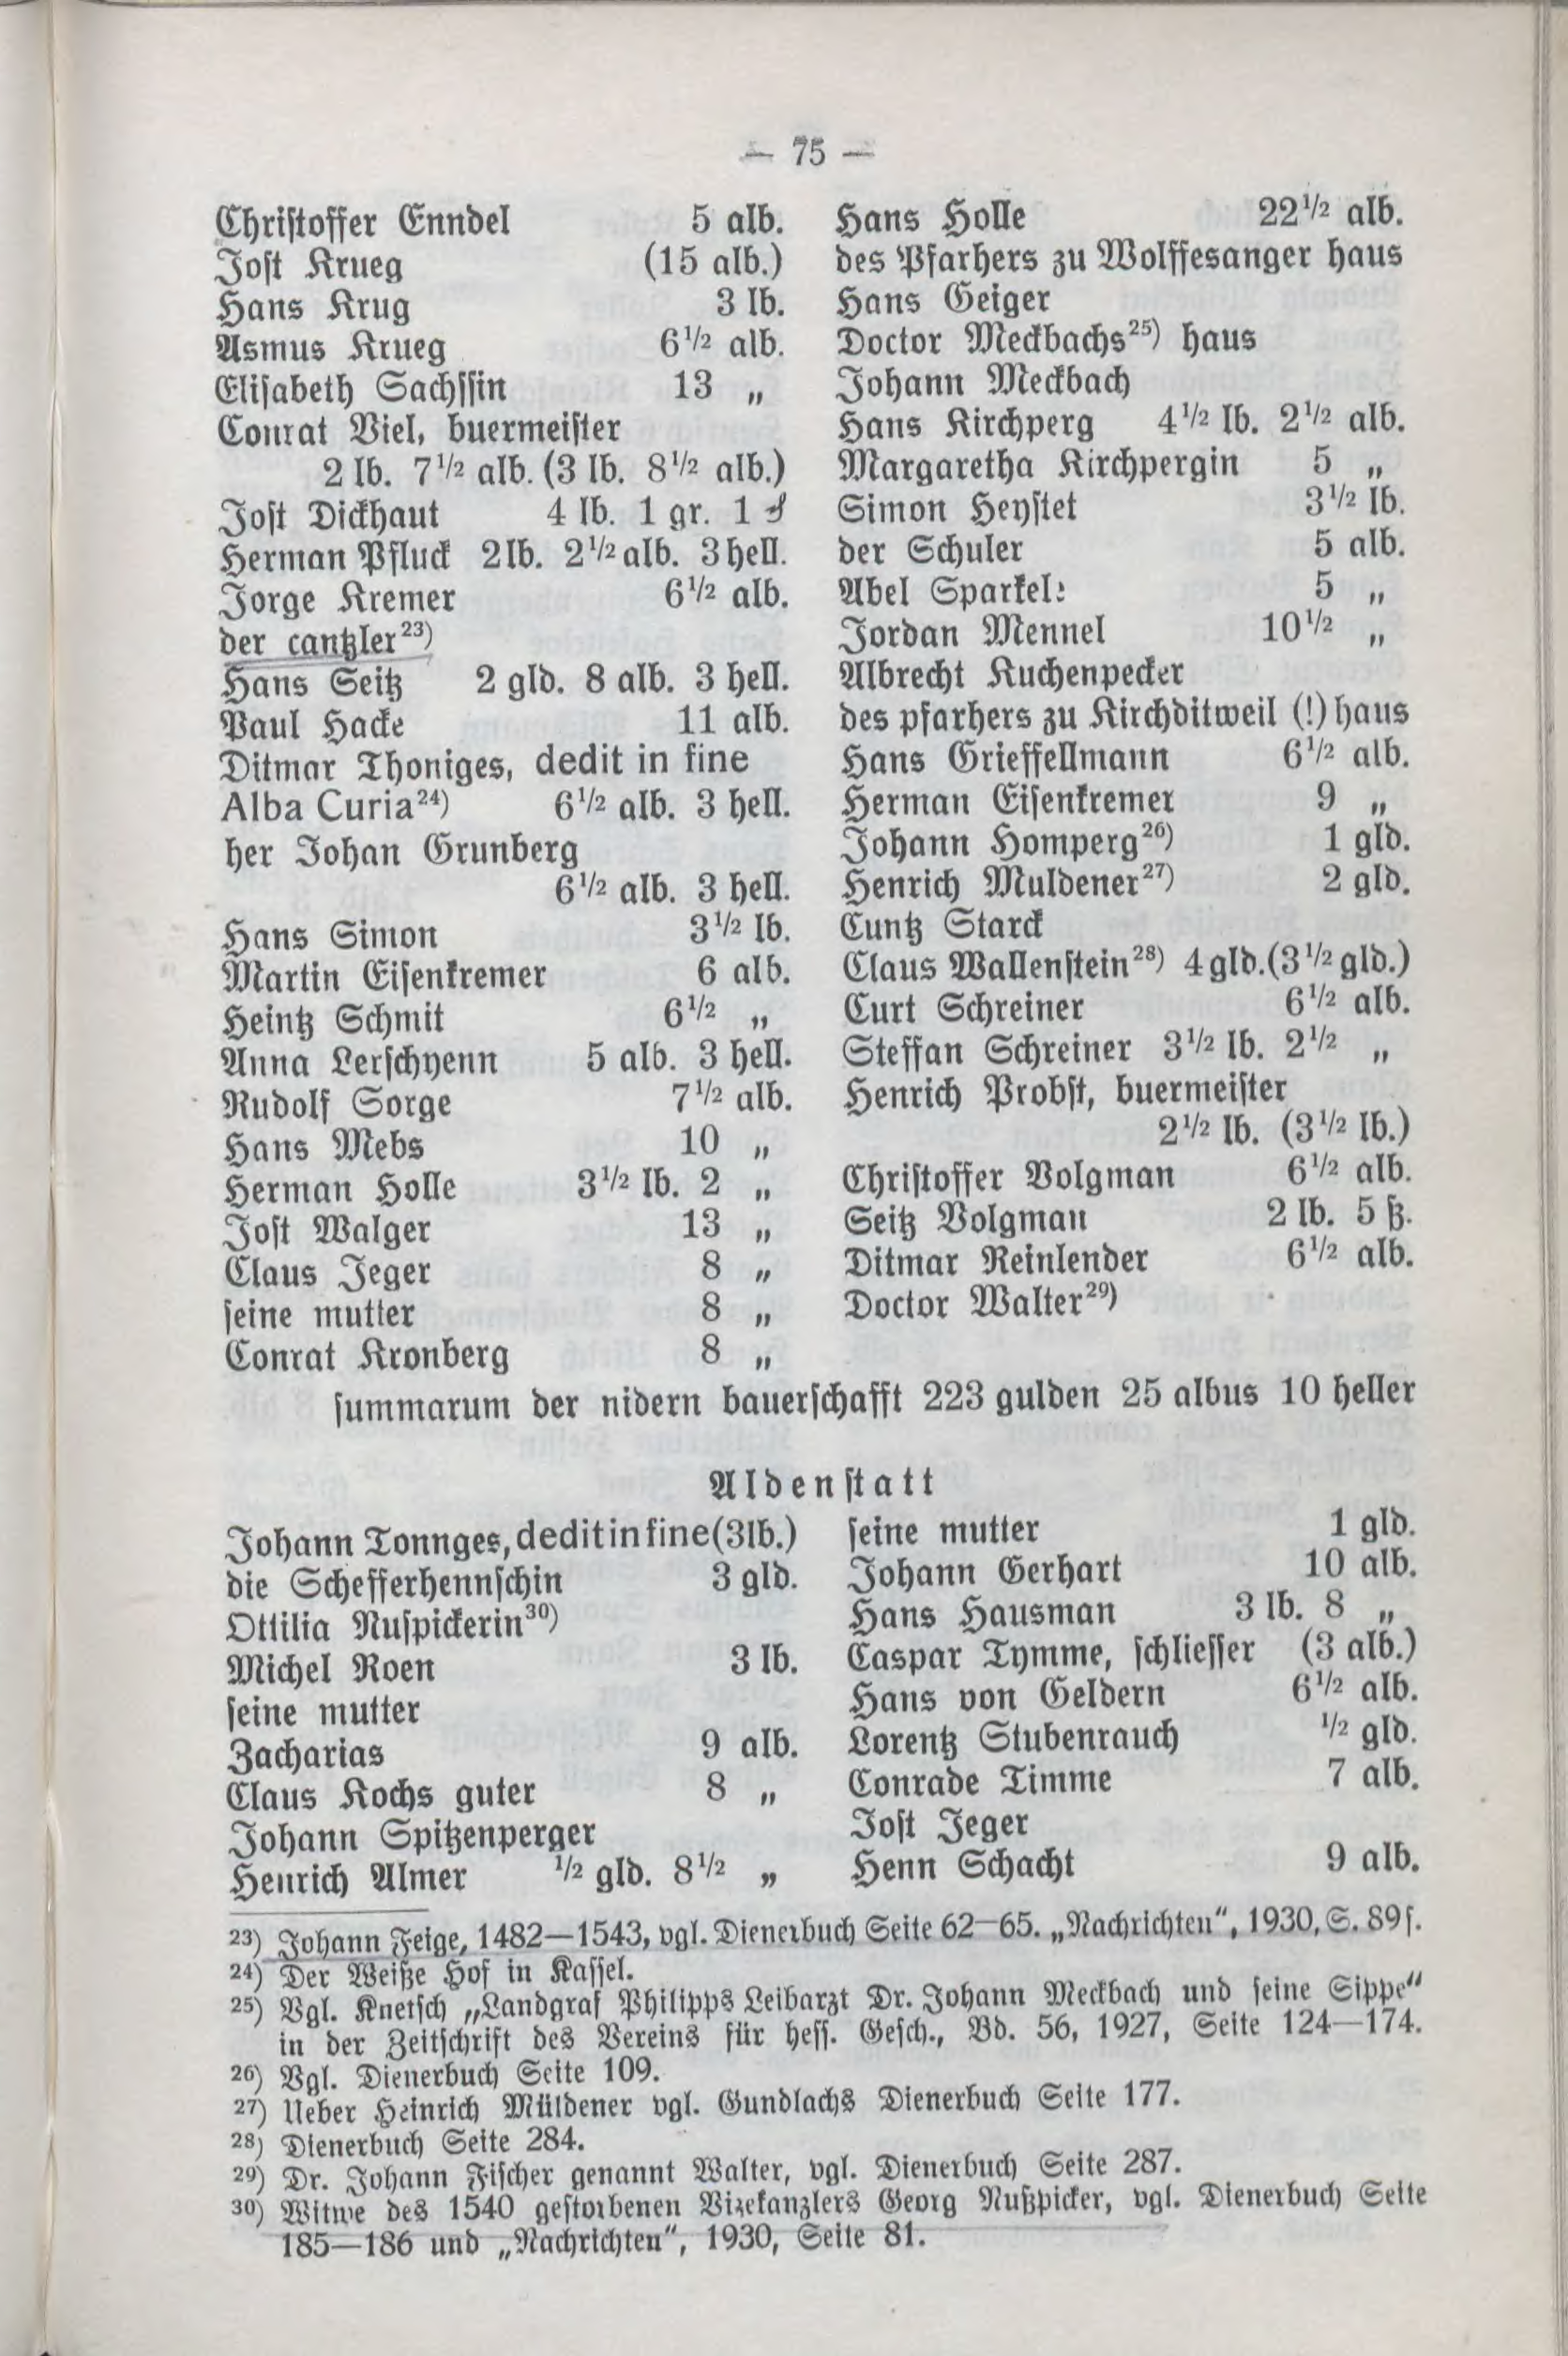 — 75 —
Christoffer Enndel 5 alb.
Jost Krueg (15 alb.)
Hans Krug 3 lb.
Asmus Krueg 6½ alb.
Elisabeth Sachssin 13 „
Conrat Viel, buermeister
2 lb. 7½ alb. (3 lb. 8½ alb.)
Jost Dickhaut 4 lb. 1 gr. 1 ₰
Herman Pfluck 2 lb. 2½ alb. 3 hell.
Jorge Kremer 6½ alb.
der cantzler²³)
Hans Seitz 2 gld. 8 alb. 3 hell.
Paul Hacke 11 alb.
Ditmar Thoniges, dedit in fine
Alba Curia²⁴) 6½ alb. 3 hell.
her Johan Grunberg
6½ alb. 3 hell.
Hans Simon 3½ lb.
Martin Eisenkremer 6 alb.
Heintz Schmit 6½ „
Anna Lerschyenn 5 alb. 3 hell.
Rudolf Sorge 7½ alb.
Hans Mebs 10 „
Herman Holle 3½ lb. 2 „
Jost Walger 13 „
Claus Jeger 8 „
seine mutter 8 „
Conrat Kronberg 8 „
Hans Holle 22½ alb.
des Pfarhers zu Wolffesanger haus
Hans Geiger
Doctor Meckbachs²⁵) haus
Johann Meckbach
Hans Kirchperg 4½ lb. 2½ alb.
Margaretha Kirchpergin 5 „
Simon Heystet 3½ lb.
der Schuler 5 alb.
Abel Sparkel: 5 „
Jordan Mennel 10½ „
Albrecht Kuchenpecker
des pfarhers zu Kirchditweil (!) haus
Hans Grieffellmann 6½ alb.
Herman Eisenkremer 9 „
Johann Homperg²⁶) 1 gld.
Henrich Muldener²⁷) 2 gld.
Cuntz Starck
Claus Wallenstein²⁸) 4 gld. (3½ gld.)
Curt Schreiner 6½ alb.
Steffan Schreiner 3½ lb. 2½ „
Henrich Probst, buermeister
2½ lb. (3½ lb.)
Christoffer Volgman 6½ alb.
Seitz Volgman 2 lb. 5 ß.
Ditmar Reinlender 6½ alb.
Doctor Walter²⁹)
summarum der nidern bauerschafft 223 gulden 25 albus 10 heller
Aldenstatt
Johann Tonnges, dedit in fine (3 lb.)
die Schefferhennschin 3 gld.
Ottilia Nuspickerin³⁰)
Michel Roen 3 lb.
seine mutter
Zacharias 9 alb.
Claus Kochs guter 8 „
Johann Spitzenperger
Henrich Almer ½ gld. 8½ „
seine mutter 1 gld.
Johann Gerhart 10 alb.
Hans Hausman 3 lb. 8 „
Caspar Tymme, schliesser (3 alb.)
Hans von Geldern 6½ alb.
Lorentz Stubenrauch ½ gld.
Conrade Timme 7 alb.
Jost Jeger
Henn Schacht 9 alb.
²³) Johann Feige, 1482—1543, vgl. Dienerbuch Seite 62—65. „Nachrichten“, 1930, S. 89 f.
²⁴) Der Weiße Hof in Kassel.
²⁵) Vgl. Knetsch „Landgraf Philipps Leibarzt Dr. Johann Meckbach und seine Sippe“
in der Zeitschrift des Vereins für hess. Gesch., Bd. 56, 1927, Seite 124—174.
²⁶) Vgl. Dienerbuch Seite 109.
²⁷) Ueber Heinrich Müldener vgl. Gundlachs Dienerbuch Seite 177.
²⁸) Dienerbuch Seite 284.
²⁹) Dr. Johann Fischer genannt Walter, vgl. Dienerbuch Seite 287.
³⁰) Witwe des 1540 gestorbenen Vizekanzlers Georg Nußpicker, vgl. Dienerbuch Seite
185—186 und „Nachrichten“, 1930, Seite 81.